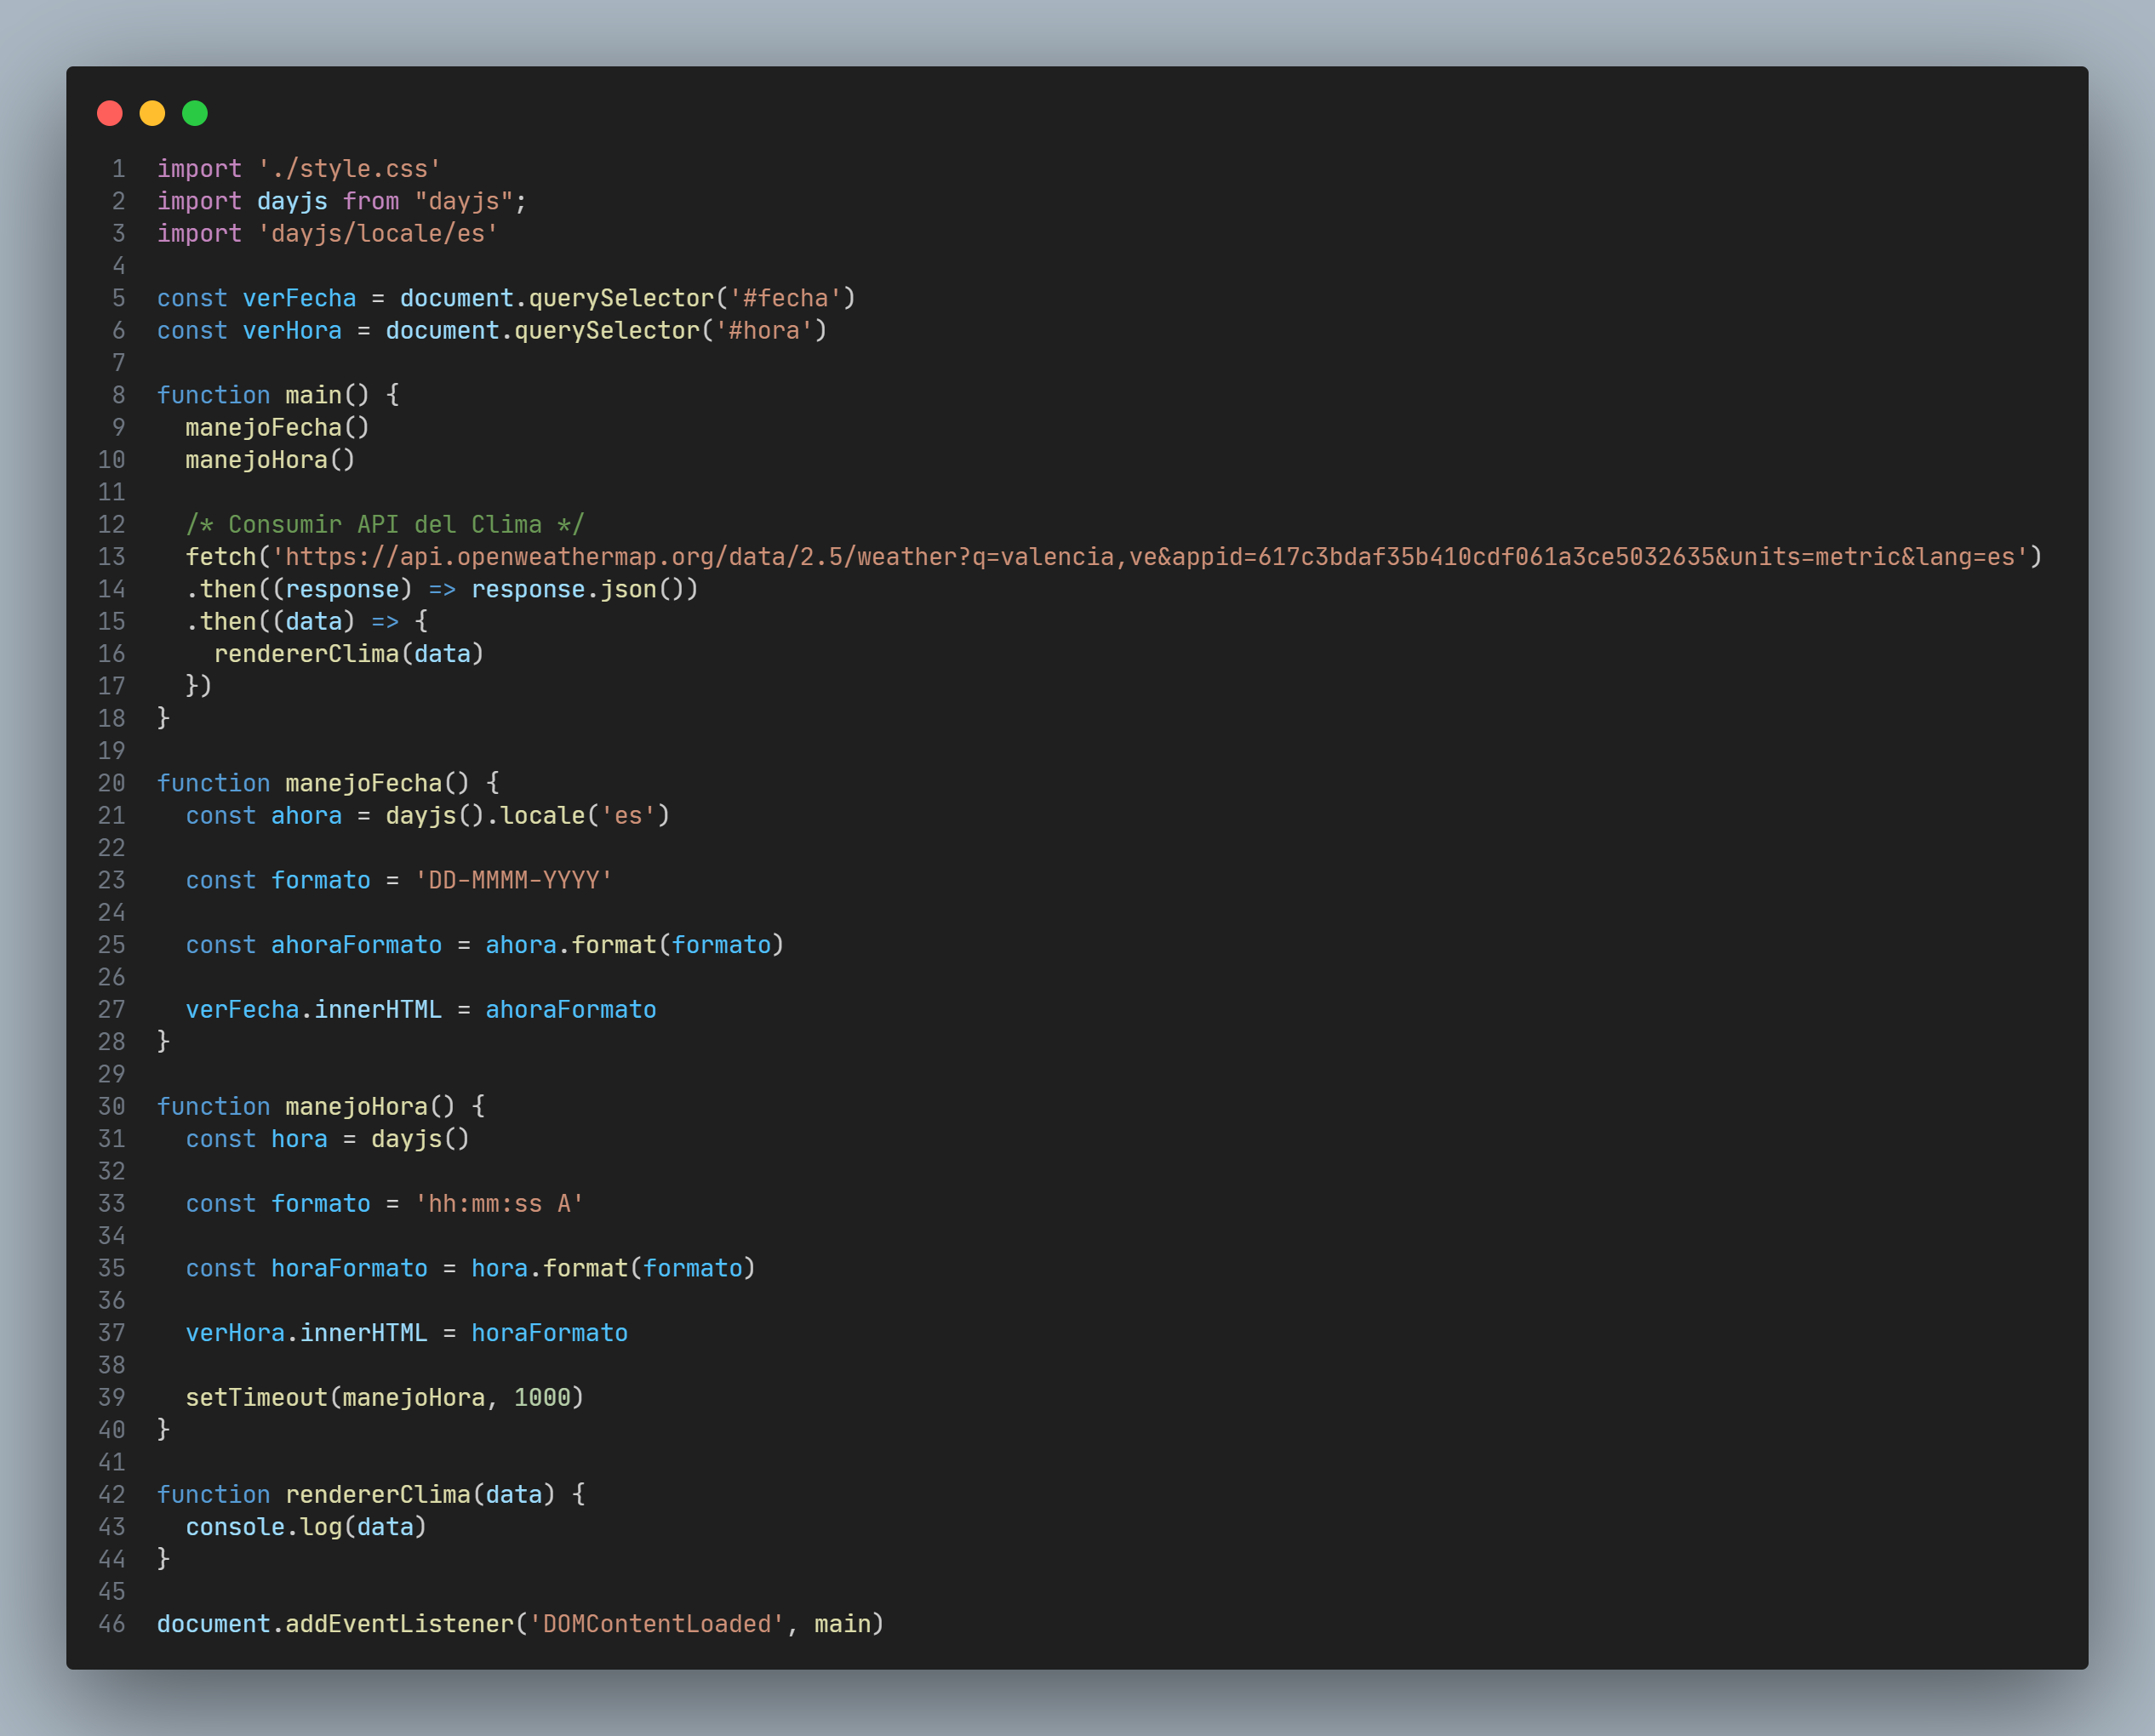 1 import './style.css'
2 import dayjs from "dayjs";
3 import 'dayjs/locale/es'
4
5 const verFecha = document.querySelector('#fecha')
6 const verHora = document.querySelector('#hora')
7
8 function main() {
9   manejoFecha()
10   manejoHora()
11
12   /* Consumir API del Clima */
13   fetch('https://api.openweathermap.org/data/2.5/weather?q=valencia,ve&appid=617c3bdaf35b410cdf061a3ce5032635&units=metric&lang=es')
14   .then((response) => response.json())
15   .then((data) => {
16     rendererClima(data)
17   })
18 }
19
20 function manejoFecha() {
21   const ahora = dayjs().locale('es')
22
23   const formato = 'DD-MMMM-YYYY'
24
25   const ahoraFormato = ahora.format(formato)
26
27   verFecha.innerHTML = ahoraFormato
28 }
29
30 function manejoHora() {
31   const hora = dayjs()
32
33   const formato = 'hh:mm:ss A'
34
35   const horaFormato = hora.format(formato)
36
37   verHora.innerHTML = horaFormato
38
39   setTimeout(manejoHora, 1000)
40 }
41
42 function rendererClima(data) {
43   console.log(data)
44 }
45
46 document.addEventListener('DOMContentLoaded', main)